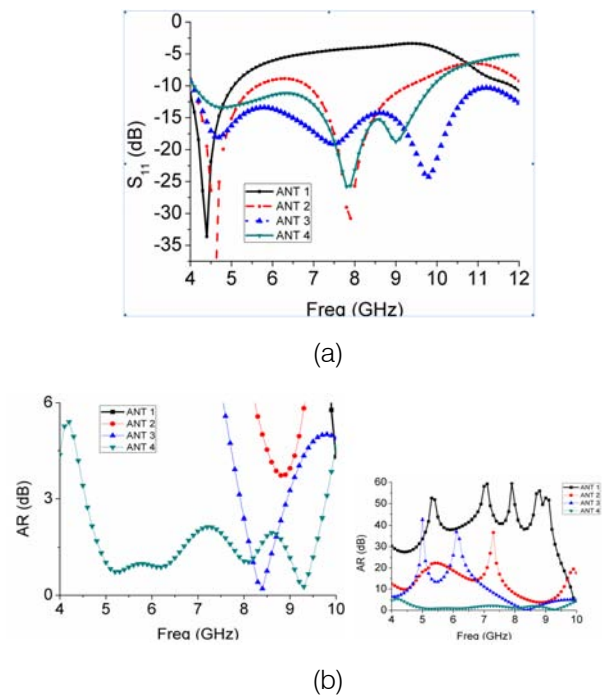 0
-5
-10
-15
-20
-25
-30
-35
S11 (dB)
ANT 1
ANT 2
ANT 3
ANT 4
4 5 6 7 8 9 10 11 12
Freq (GHz)
(a)
6
3
0
AR (dB)
ANT 1
ANT 2
ANT 3
ANT 4
4 5 6 7 8 9 10
Freq (GHz)
60
50
40
30
20
10
0
AR (dB)
ANT 1
ANT 2
ANT 3
ANT 4
4 5 6 7 8 9 10
Freq (GHz)
(b)